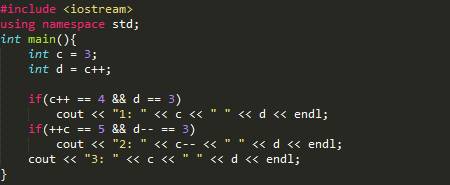 #include <iostream>
using namespace std;
int main(){
    int c = 3;
    int d = c++;

    if(c++ == 4 && d == 3)
        cout << "1: " << c << " " << d << endl;
    if(++c == 5 && d-- == 3)
        cout << "2: " << c-- << " " << d << endl;
    cout << "3: " << c << " " << d << endl;
}